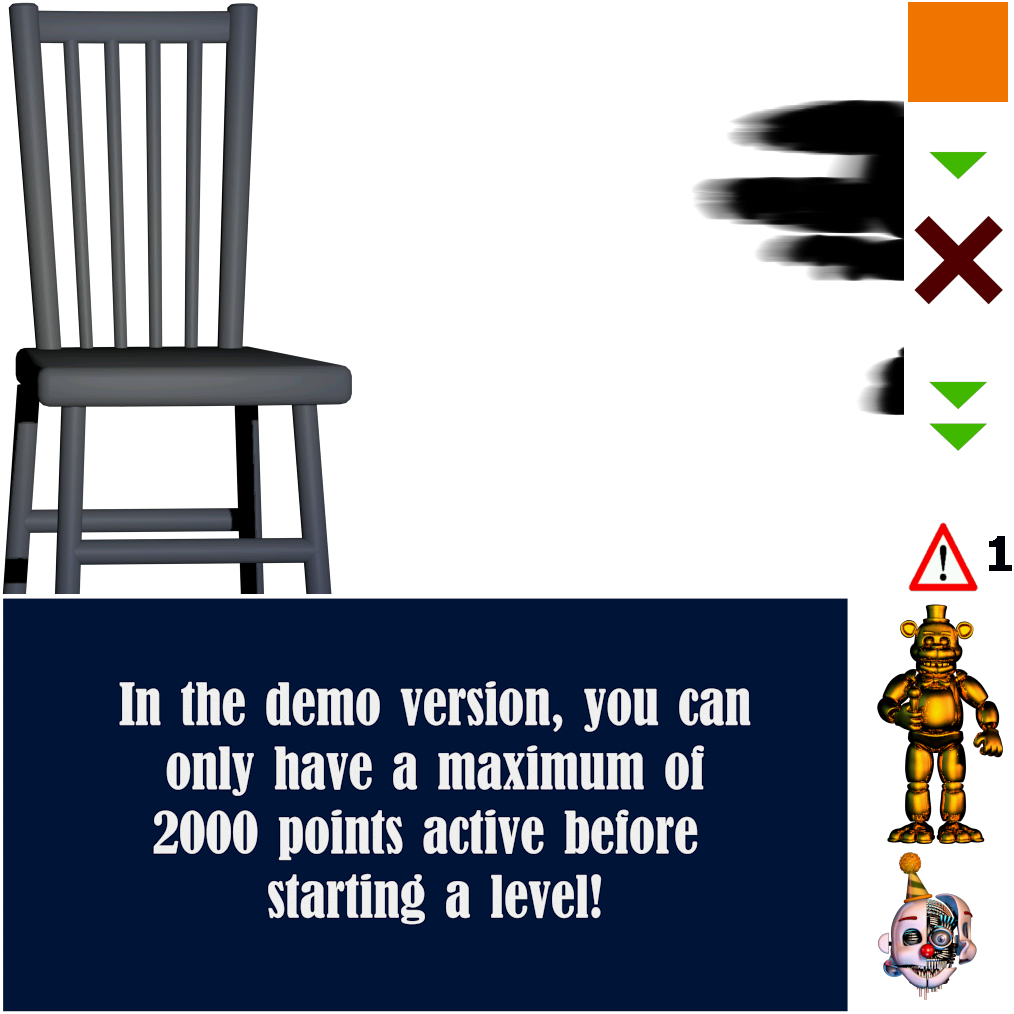 1
In the demo version, you can
only have a maximum of
2000 points active before
starting a level!